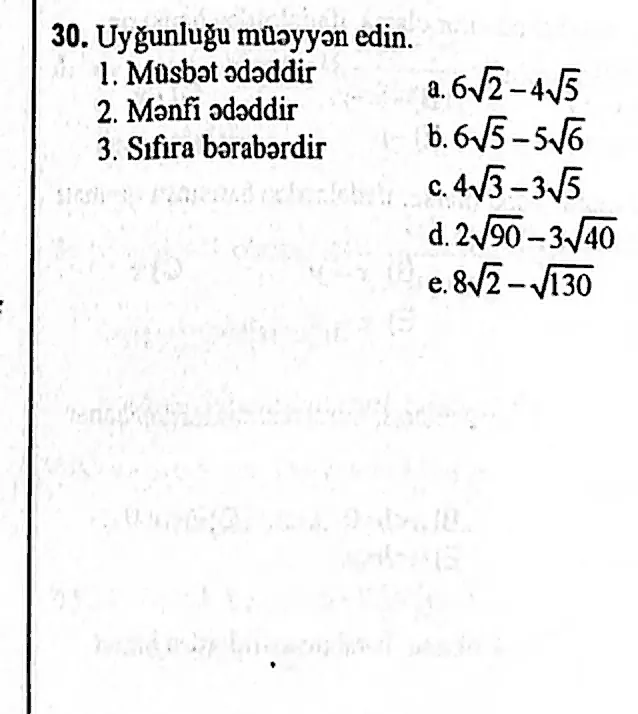 30. Uyğunluğu müəyyən edin.
1. Müsbət ədəddir
2. Mənfi ədəddir
3. Sıfıra bərabərdir
a. 6√2 – 4√5
b. 6√5 – 5√6
c. 4√3 – 3√5
d. 2√90 – 3√40
e. 8√2 – √130